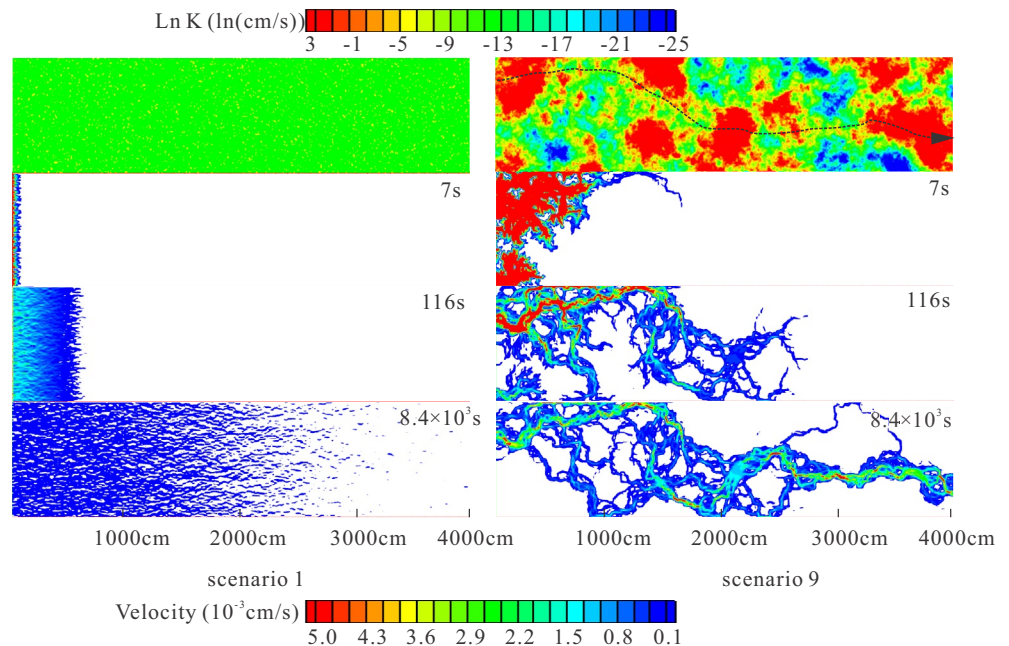 Ln K (ln(cm/s))
3 -1 -5 -9 -13 -17 -21 -25
7s 7s
116s 116s
8.4×10³s 8.4×10³s
1000cm 2000cm 3000cm 4000cm 1000cm 2000cm 3000cm 4000cm
scenario 1 scenario 9
Velocity (10⁻³cm/s)
5.0 4.3 3.6 2.9 2.2 1.5 0.8 0.1